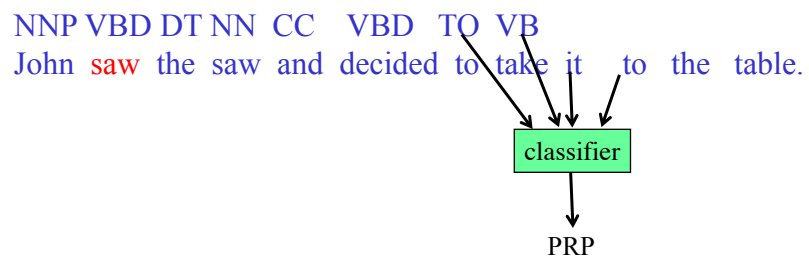 NNP VBD DT NN CC VBD TO VB
John saw the saw and decided to take it to the table.
classifier
PRP